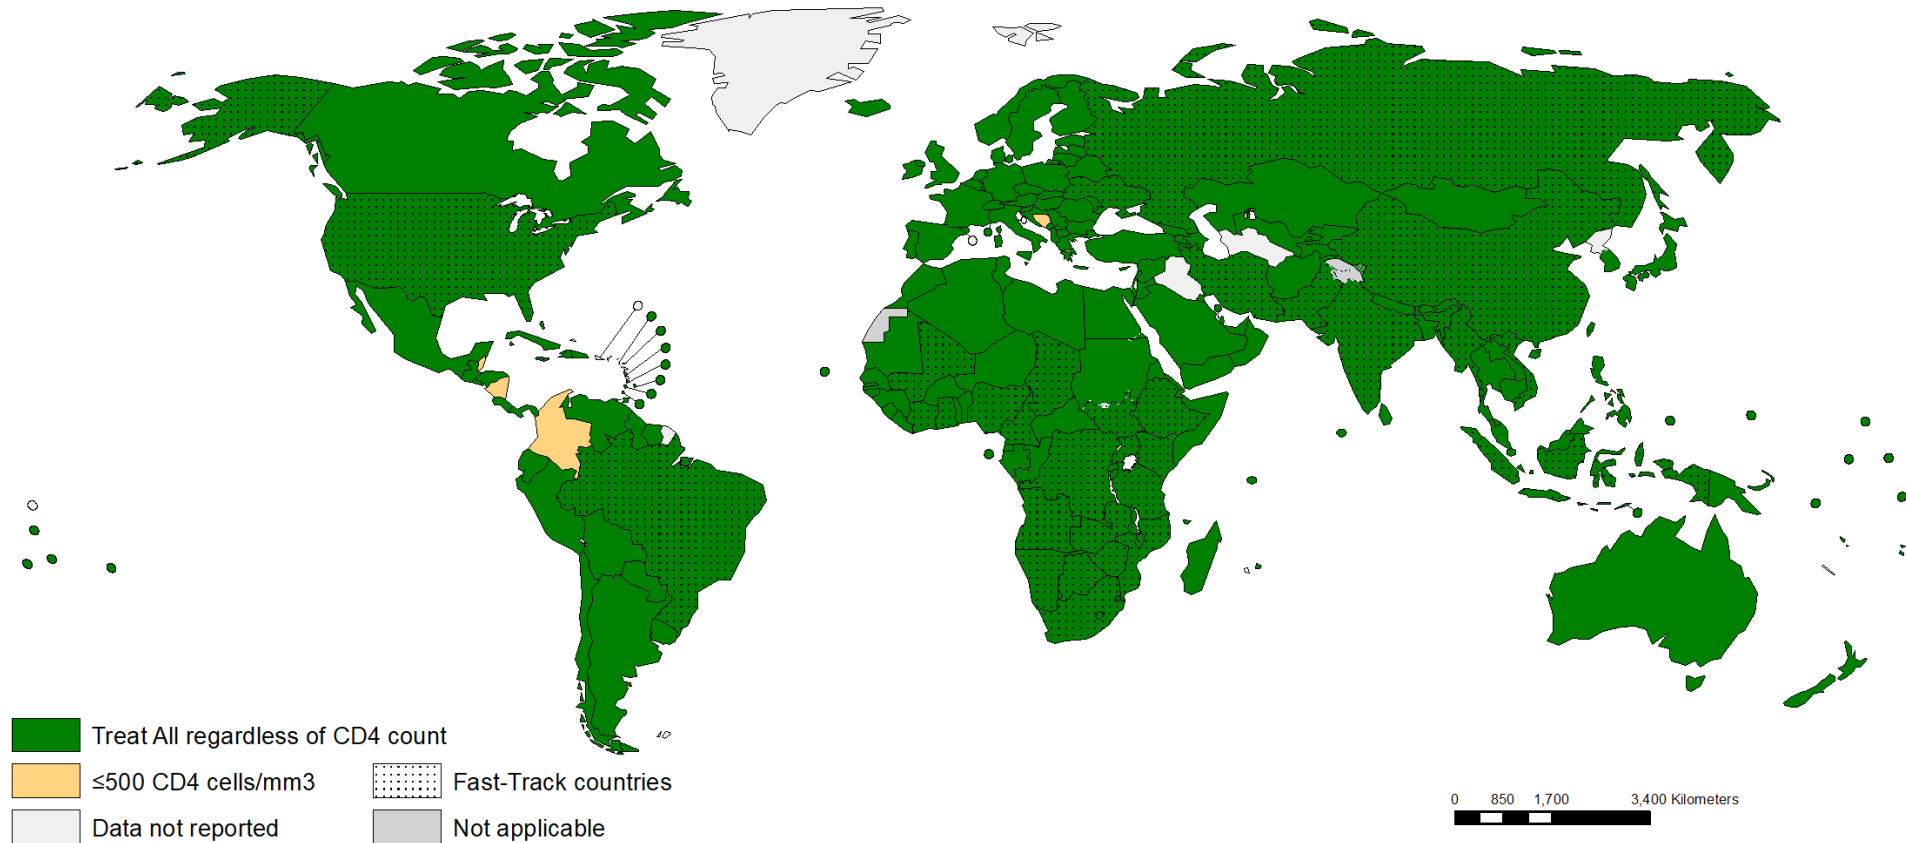 Treat All regardless of CD4 count
≤500 CD4 cells/mm3
Fast-Track countries
Data not reported
Not applicable
0 850 1,700 3,400 Kilometers